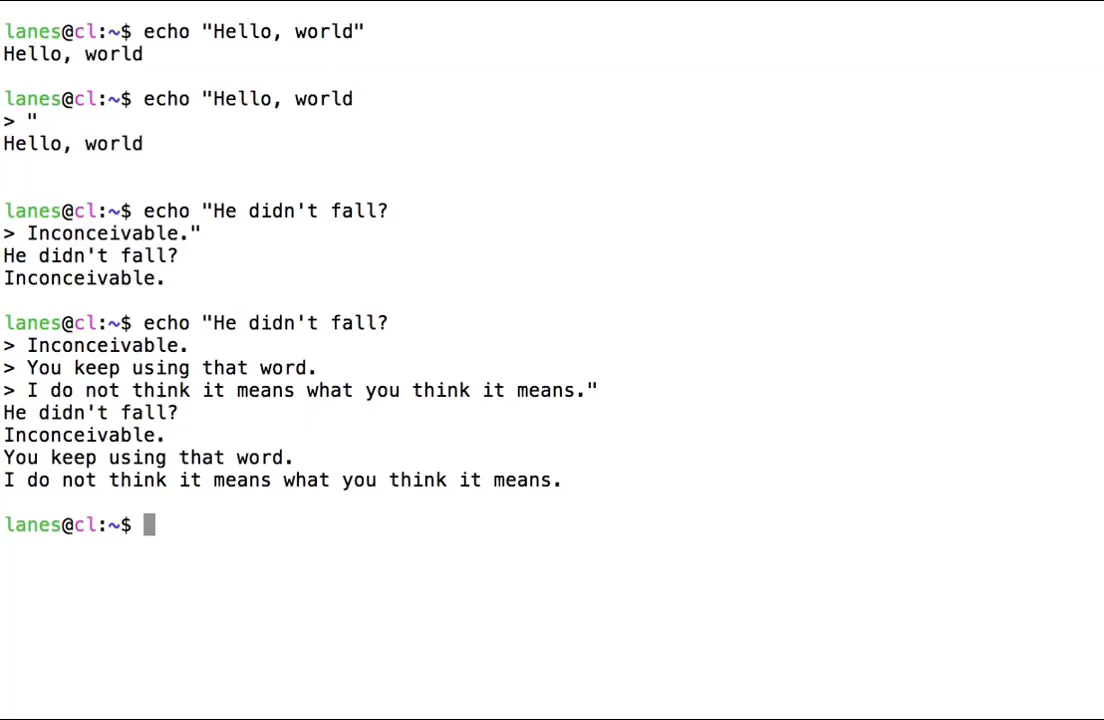 lanes@cl:~$ echo "Hello, world"
Hello, world
lanes@cl:~$ echo "Hello, world
> "
Hello, world
lanes@cl:~$ echo "He didn't fall?
> Inconceivable."
He didn't fall?
Inconceivable.
lanes@cl:~$ echo "He didn't fall?
> Inconceivable.
> You keep using that word.
> I do not think it means what you think it means."
He didn't fall?
Inconceivable.
You keep using that word.
I do not think it means what you think it means.
lanes@cl:~$